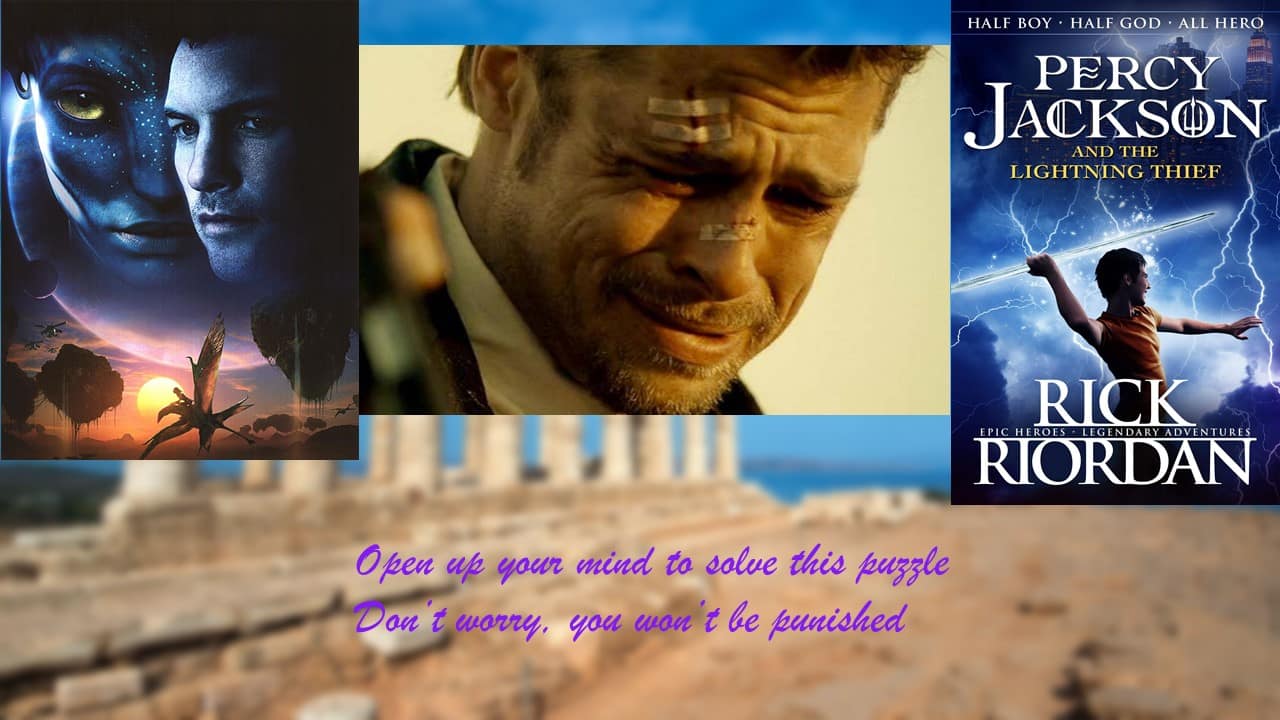 HALF BOY · HALF GOD · ALL HERO
PERCY
JACKSON
AND THE
LIGHTNING THIEF
RICK
EPIC HEROES · LEGENDARY ADVENTURES
RIORDAN
Open up your mind to solve this puzzle
Don't worry, you won't be punished